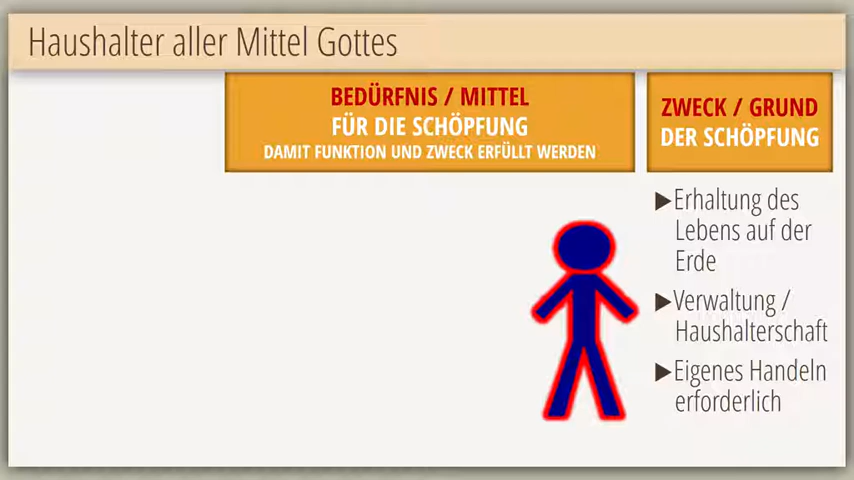 Haushalter aller Mittel Gottes
BEDÜRFNIS / MITTEL
FÜR DIE SCHÖPFUNG
DAMIT FUNKTION UND ZWECK ERFÜLLT WERDEN
ZWECK / GRUND
DER SCHÖPFUNG
▶Erhaltung des
Lebens auf der
Erde
▶Verwaltung /
Haushalterschaft
▶Eigenes Handeln
erforderlich